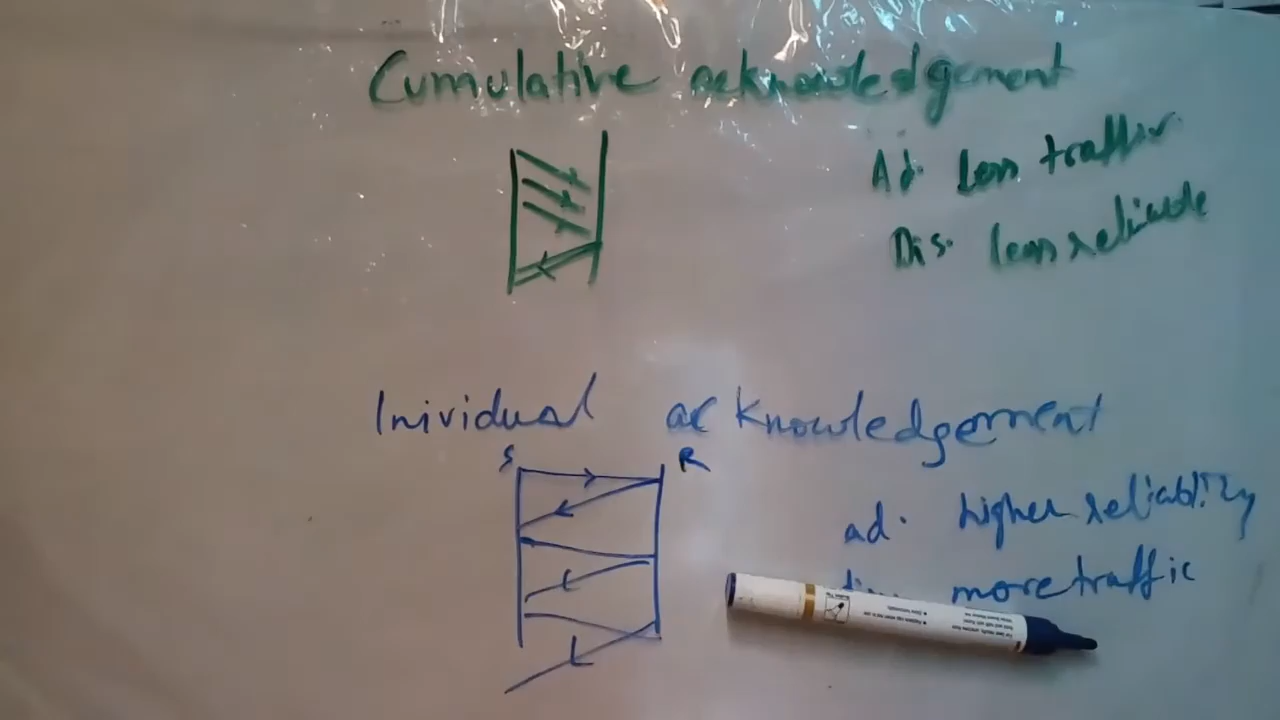 Cumulative acknowledgement
Ad. Less traffic
Dis. less reliable
Inividual acknowledgement
S R
ad. higher reliability
more traffic